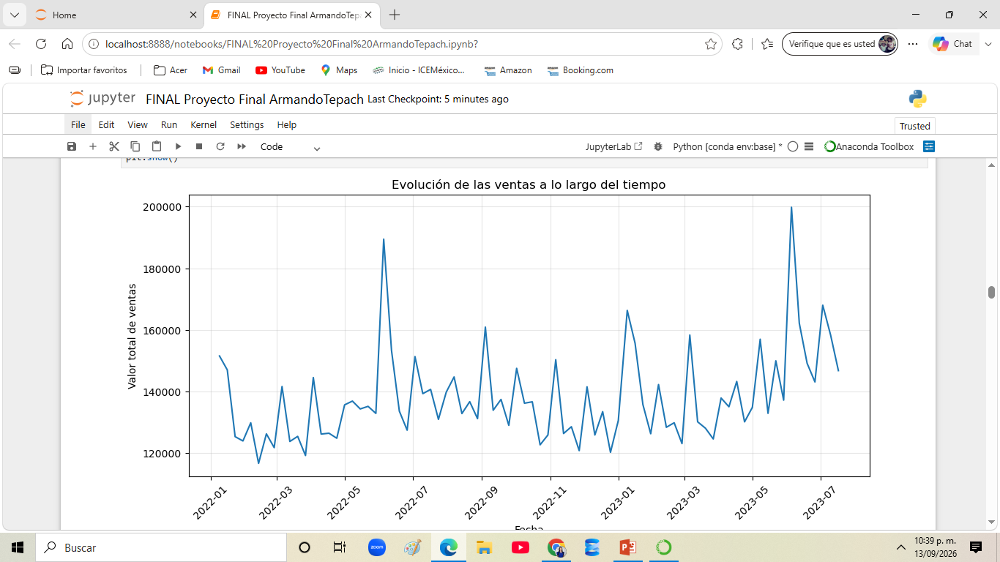 Home
FINAL Proyecto Final ArmandoTepa
localhost:8888/notebooks/FINAL%20Proyecto%20Final%20ArmandoTepach.ipynb?
Verifique que es usted
Chat
Importar favoritos
Acer
Gmail
YouTube
Maps
Inicio - ICEMéxico...
Amazon
Booking.com
jupyter
FINAL Proyecto Final ArmandoTepach
Last Checkpoint: 5 minutes ago
File
Edit
View
Run
Kernel
Settings
Help
Trusted
Code
JupyterLab
Python [conda env:base] *
Anaconda Toolbox
plt.show()
Evolución de las ventas a lo largo del tiempo
Valor total de ventas
200000
180000
160000
140000
120000
2022-01
2022-03
2022-05
2022-07
2022-09
2022-11
2023-01
2023-03
2023-05
2023-07
Fecha
Buscar
zoom
10:39 p. m.
13/09/2026